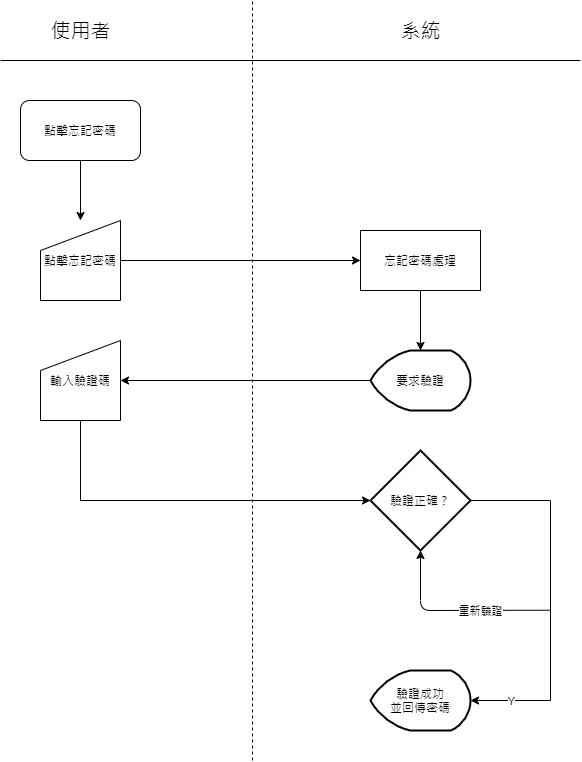 使用者
系統
點擊忘記密碼
點擊忘記密碼
忘記密碼處理
輸入驗證碼
要求驗證
驗證正確？
重新驗證
驗證成功
並回傳密碼
Y